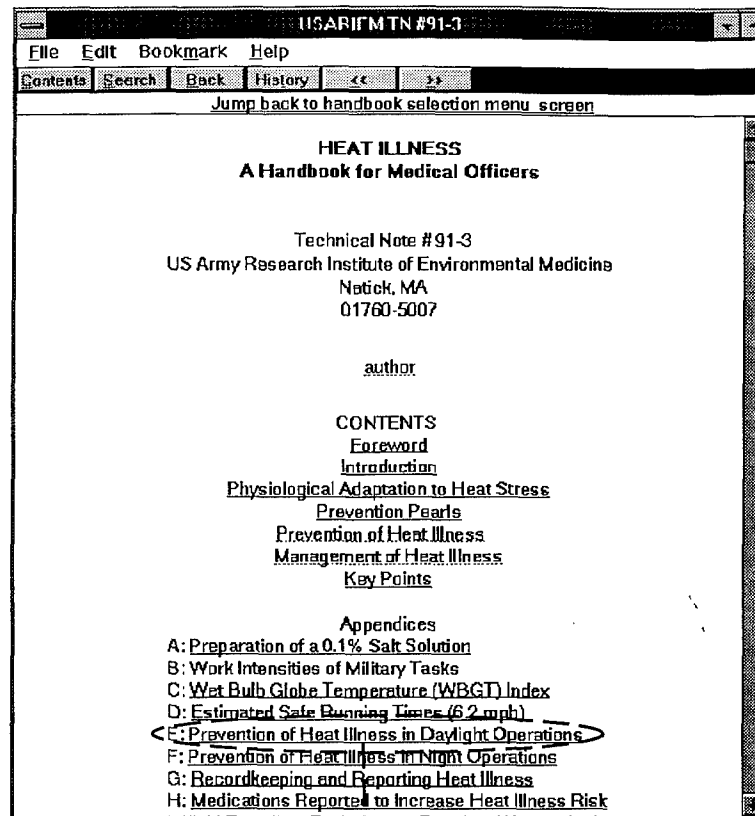 USARIEM TN #91-3
File Edit Bookmark Help
Contents Search Back History << >>
Jump back to handbook selection menu screen
HEAT ILLNESS
A Handbook for Medical Officers
Technical Note #91-3
US Army Research Institute of Environmental Medicine
Natick, MA
01760-5007
author
CONTENTS
Foreword
Introduction
Physiological Adaptation to Heat Stress
Prevention Pearls
Prevention of Heat Illness
Management of Heat Illness
Key Points
Appendices
A: Preparation of a 0.1% Salt Solution
B: Work Intensities of Military Tasks
C: Wet Bulb Globe Temperature (WBGT) Index
D: Estimated Safe Running Times (6.2 mph)
E: Prevention of Heat Illness in Daylight Operations
F: Prevention of Heat Illness in Night Operations
G: Recordkeeping and Reporting Heat Illness
H: Medications Reported to Increase Heat Illness Risk